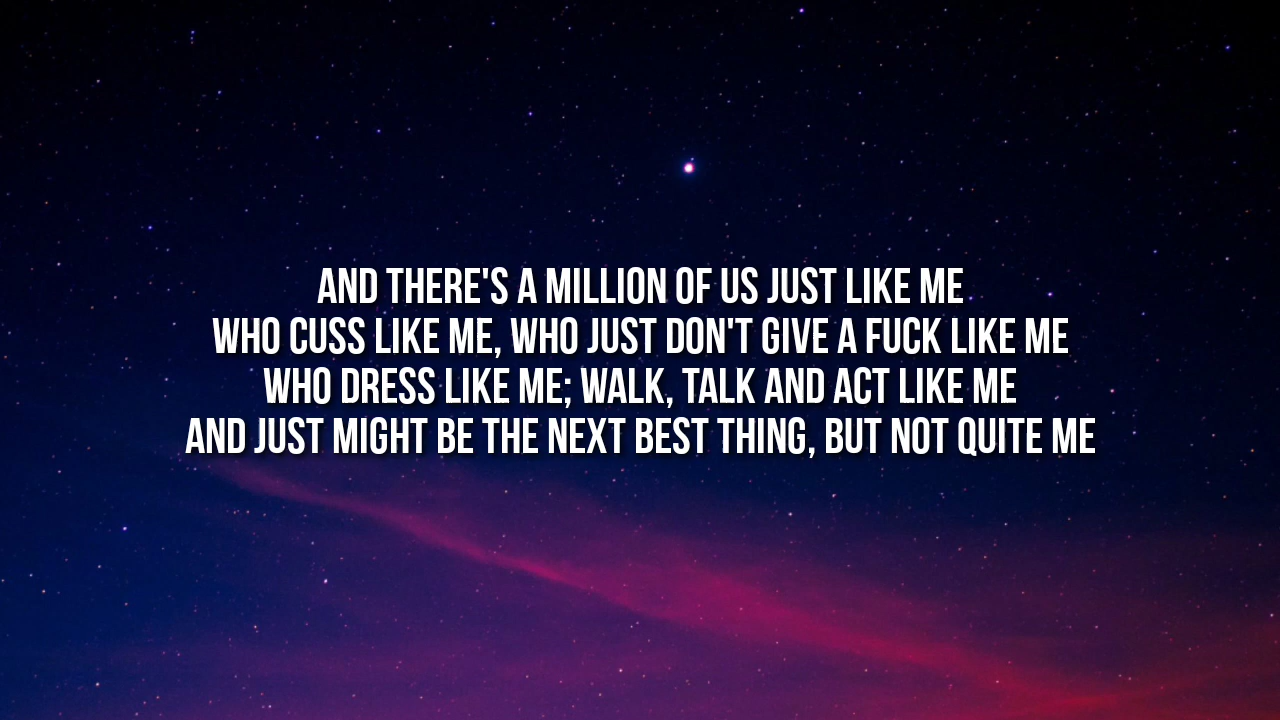 AND THERE'S A MILLION OF US JUST LIKE ME
WHO CUSS LIKE ME, WHO JUST DON'T GIVE A FUCK LIKE ME
WHO DRESS LIKE ME; WALK, TALK AND ACT LIKE ME
AND JUST MIGHT BE THE NEXT BEST THING, BUT NOT QUITE ME